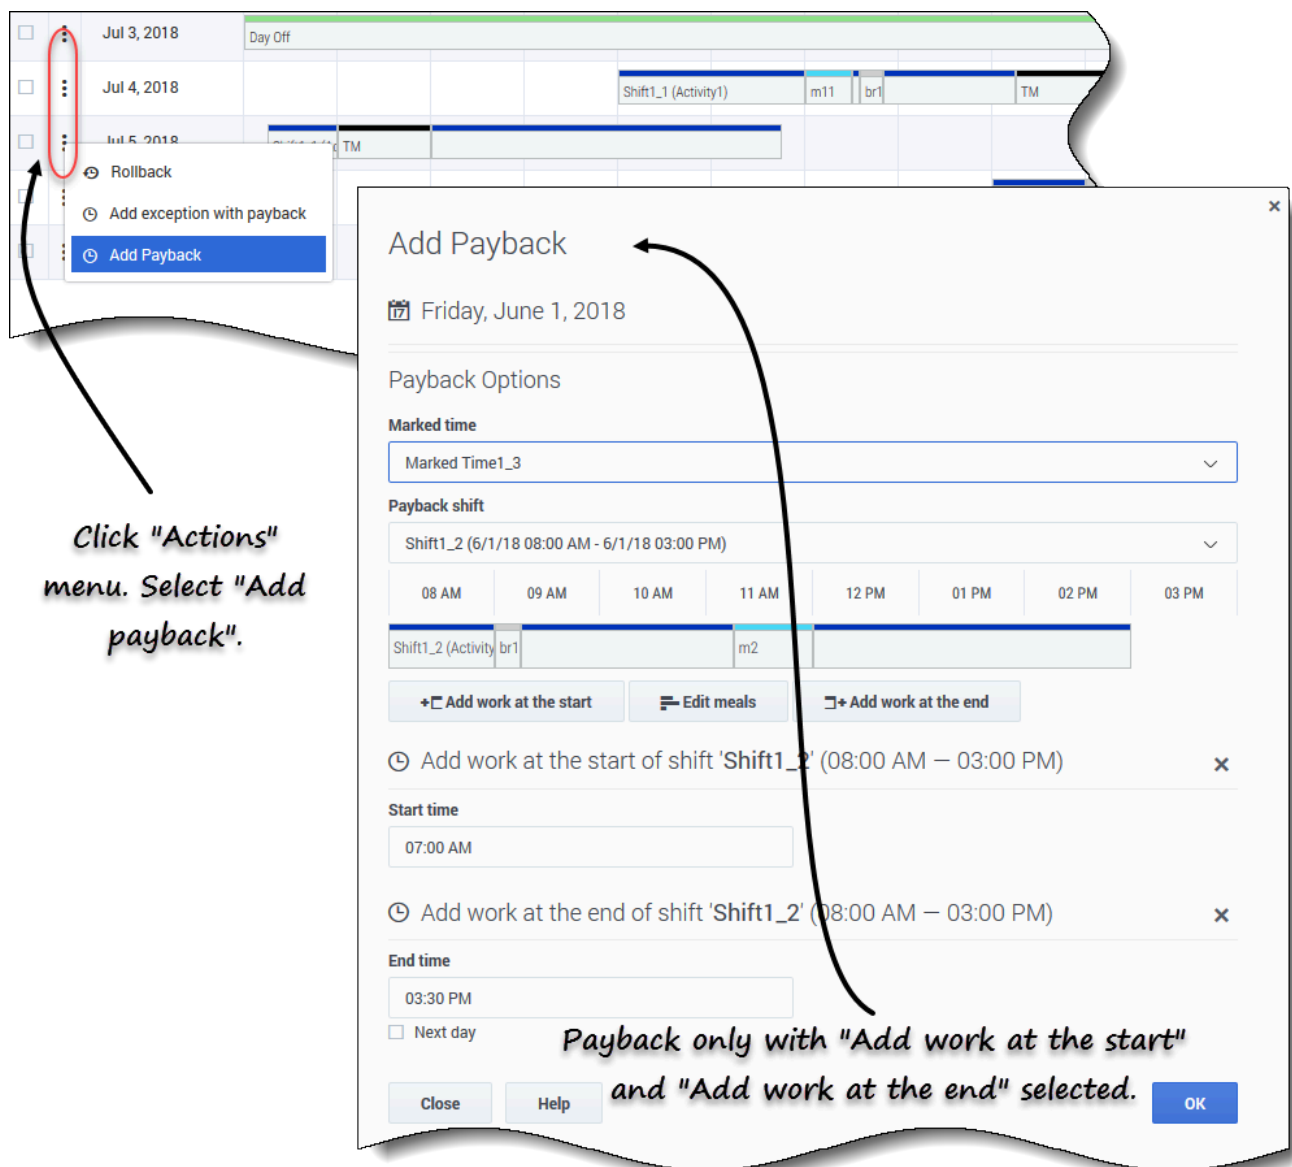 Jul 3, 2018
Day Off
Jul 4, 2018
Shift1_1 (Activity1)
m11
br1
TM
Jul 5, 2018
TM
Rollback
Add exception with payback
Add Payback
Click "Actions"
menu. Select "Add
payback".
Add Payback
17 Friday, June 1, 2018
Payback Options
Marked time
Marked Time1_3
Payback shift
Shift1_2 (6/1/18 08:00 AM - 6/1/18 03:00 PM)
08 AM 09 AM 10 AM 11 AM 12 PM 01 PM 02 PM 03 PM
Shift1_2 (Activity br1 m2
Add work at the start Edit meals Add work at the end
Add work at the start of shift 'Shift1_2' (08:00 AM — 03:00 PM)
Start time
07:00 AM
Add work at the end of shift 'Shift1_2' (08:00 AM — 03:00 PM)
End time
03:30 PM
Next day
Payback only with "Add work at the start"
and "Add work at the end" selected.
Close Help OK